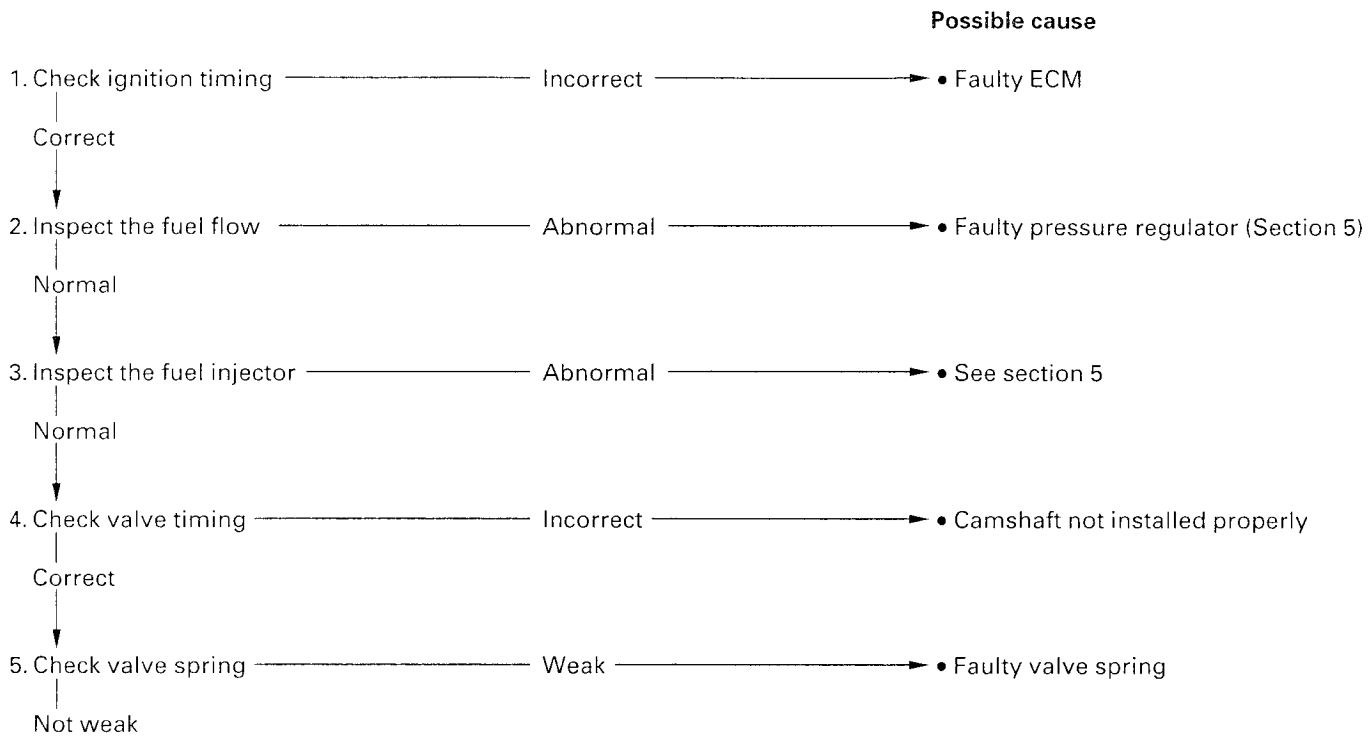 Possible cause
1. Check ignition timing Incorrect • Faulty ECM
Correct
2. Inspect the fuel flow Abnormal • Faulty pressure regulator (Section 5)
Normal
3. Inspect the fuel injector Abnormal • See section 5
Normal
4. Check valve timing Incorrect • Camshaft not installed properly
Correct
5. Check valve spring Weak • Faulty valve spring
Not weak